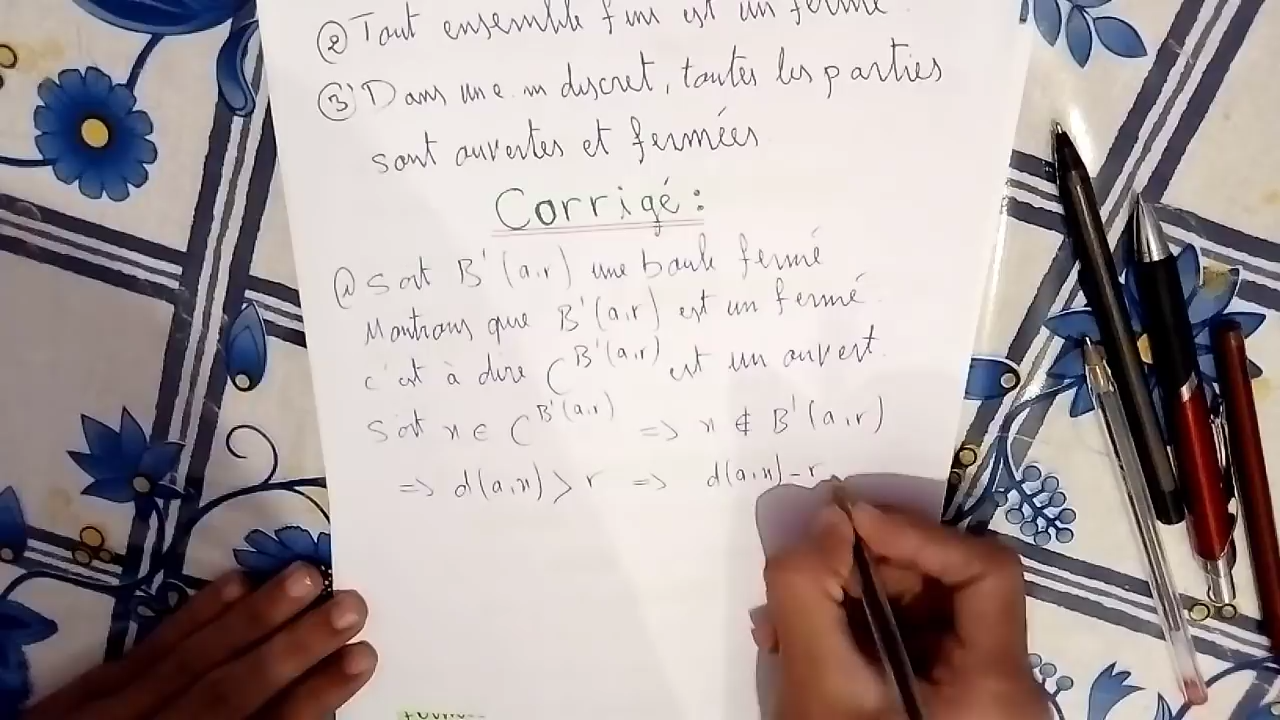 ② Tout ensemble fini est un fermé.
③ Dans un e.m discret, toutes les parties
sont ouvertes et fermées
Corrigé :
① Soit B'(a,r) une boule fermé
Montrons que B'(a,r) est un fermé.
c'est à dire C^B'(a,r) est un ouvert.
Soit x ∈ C^B'(a,r) => x ∉ B'(a,r)
=> d(a,x) > r => d(a,x) - r